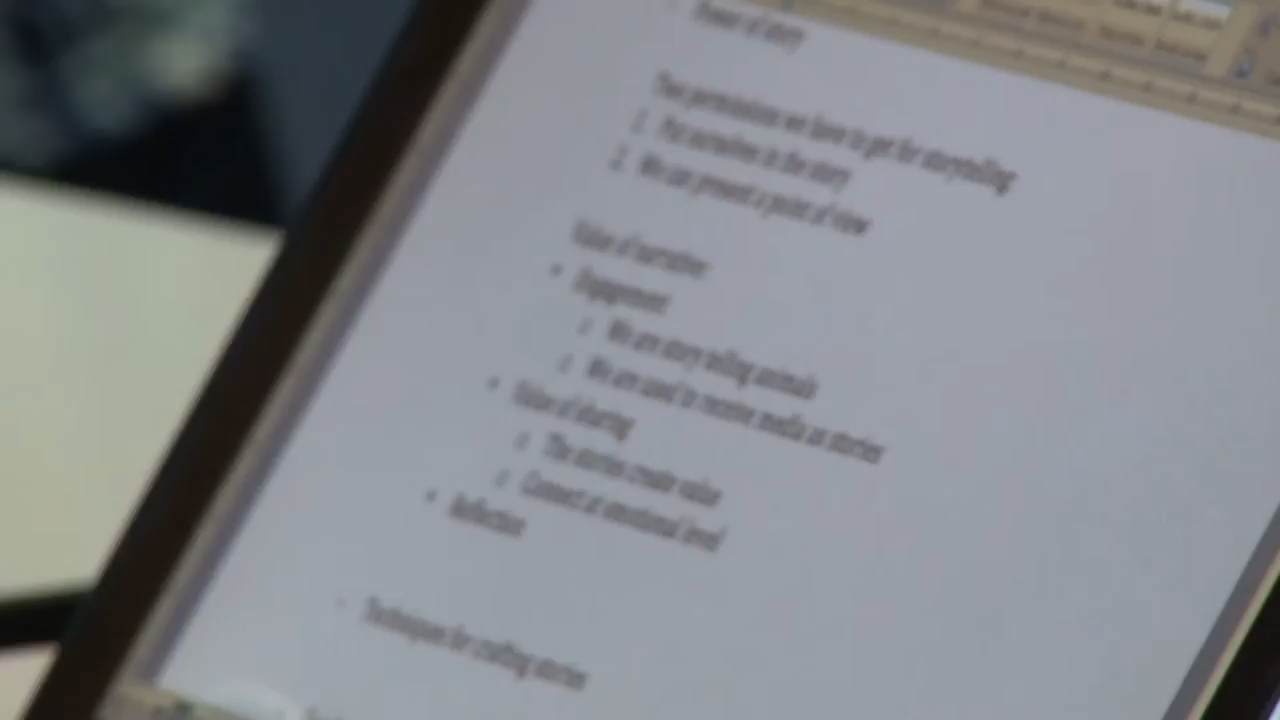 - Power of story
Two permissions we have to get for storytelling
1. Put ourselves in the story
2. We can present a point of view
Value of narrative
• Engagement
o We are story telling animals
o We are used to receive media as stories
• Value of sharing
o The stories create value
o Connect at emotional level
• Reflection
- Techniques for crafting stories